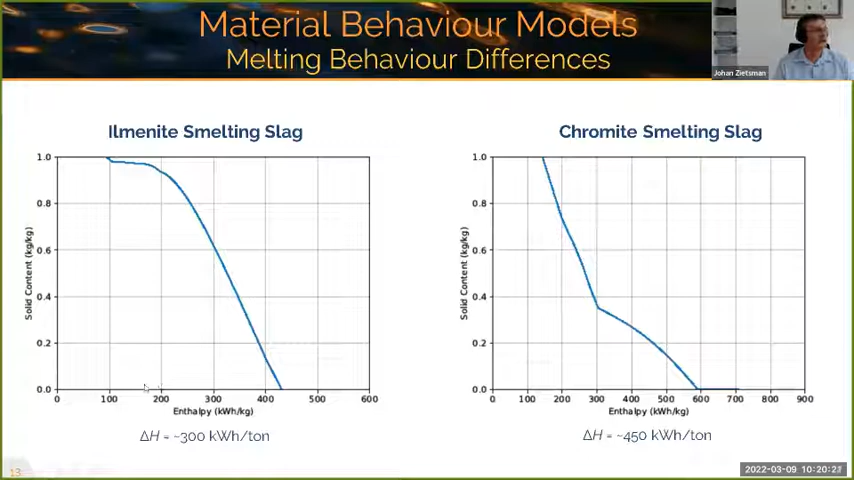 Material Behaviour Models
Melting Behaviour Differences
Johan Zietsman
Ilmenite Smelting Slag
1.0
0.8
0.6
0.4
0.2
0.0
Solid Content (kg/kg)
0 100 200 300 400 500 600
Enthalpy (kWh/kg)
ΔH = ~300 kWh/ton
Chromite Smelting Slag
1.0
0.8
0.6
0.4
0.2
0.0
Solid Content (kg/kg)
0 100 200 300 400 500 600 700 800 900
Enthalpy (kWh/kg)
ΔH = ~450 kWh/ton
13
2022-03-09 10:20:27